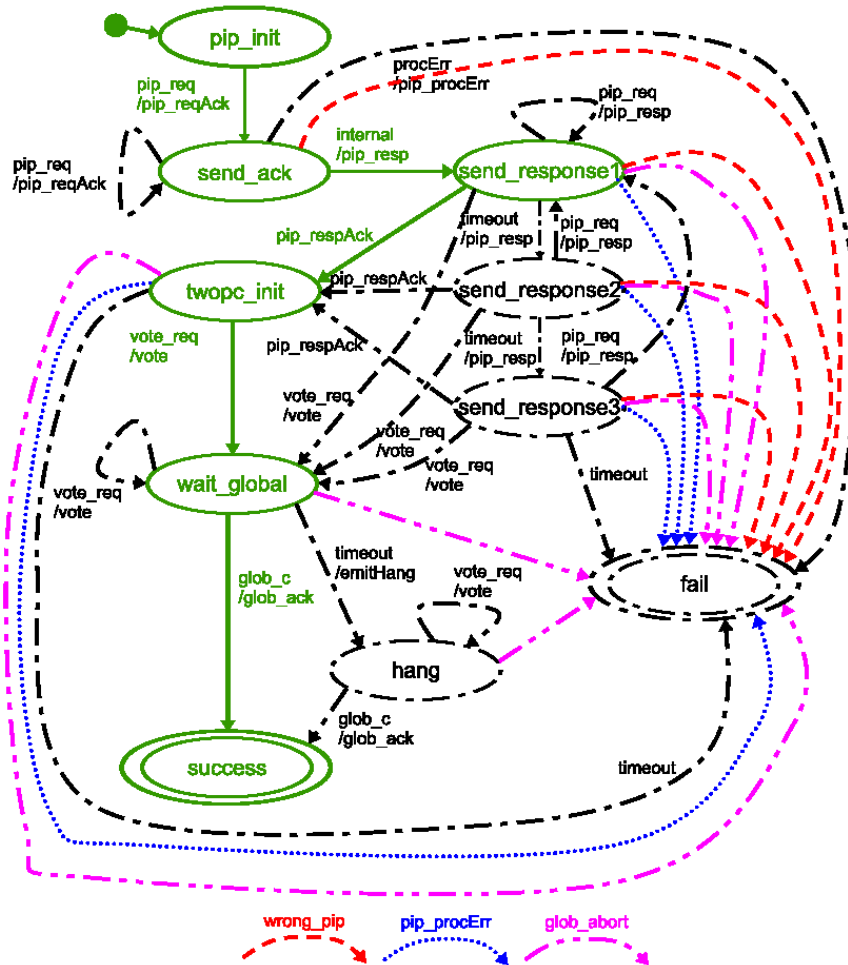 pip_init
procErr
/pip_procErr
pip_req
/pip_reqAck
pip_req
/pip_resp
internal
/pip_resp
pip_req
/pip_reqAck
send_ack
send_response1
timeout
/pip_resp
pip_req
/pip_resp
pip_respAck
pip_respAck
twopc_init
send_response2
vote_req
/vote
pip_respAck
timeout
/pip_resp
pip_req
/pip_resp
vote_req
/vote
send_response3
vote_req
/vote
vote_req
/vote
timeout
wait_global
vote_req
/vote
timeout
/emitHang
vote_req
/vote
glob_c
/glob_ack
fail
hang
glob_c
/glob_ack
success
timeout
wrong_pip
pip_procErr
glob_abort